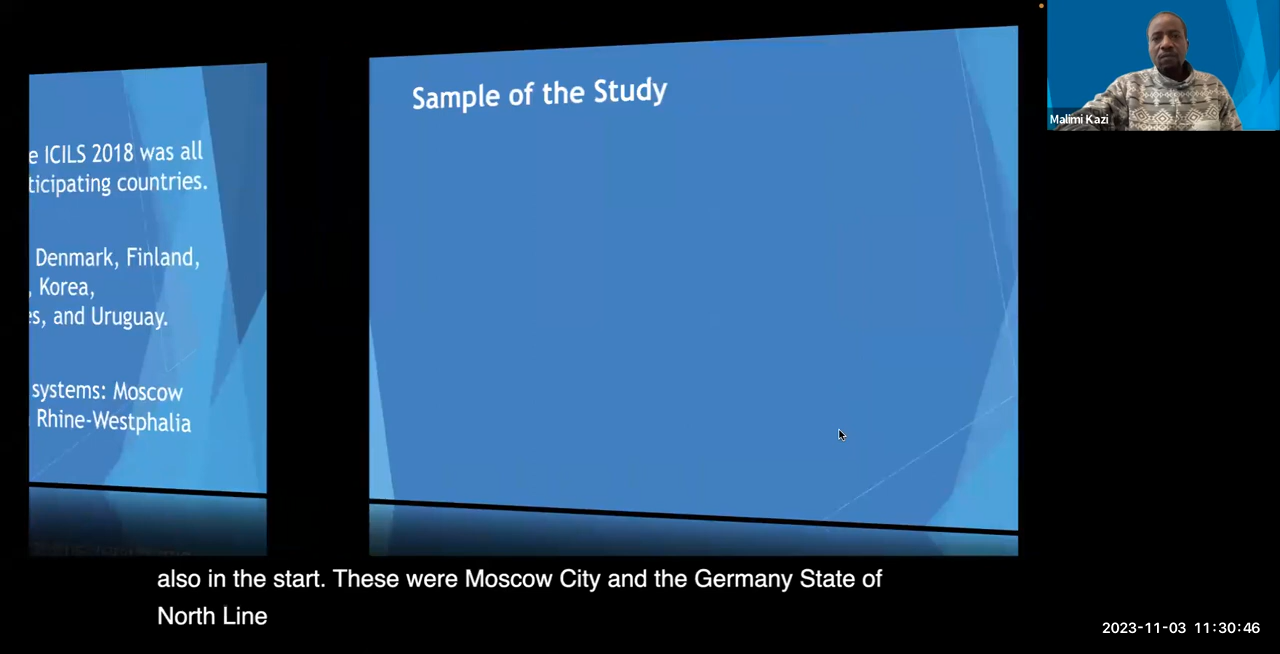 e ICILS 2018 was all
ticipating countries.
Denmark, Finland,
, Korea,
es, and Uruguay.
systems: Moscow
Rhine-Westphalia
Sample of the Study
Malimi Kazi
also in the start. These were Moscow City and the Germany State of
North Line
2023-11-03 11:30:46